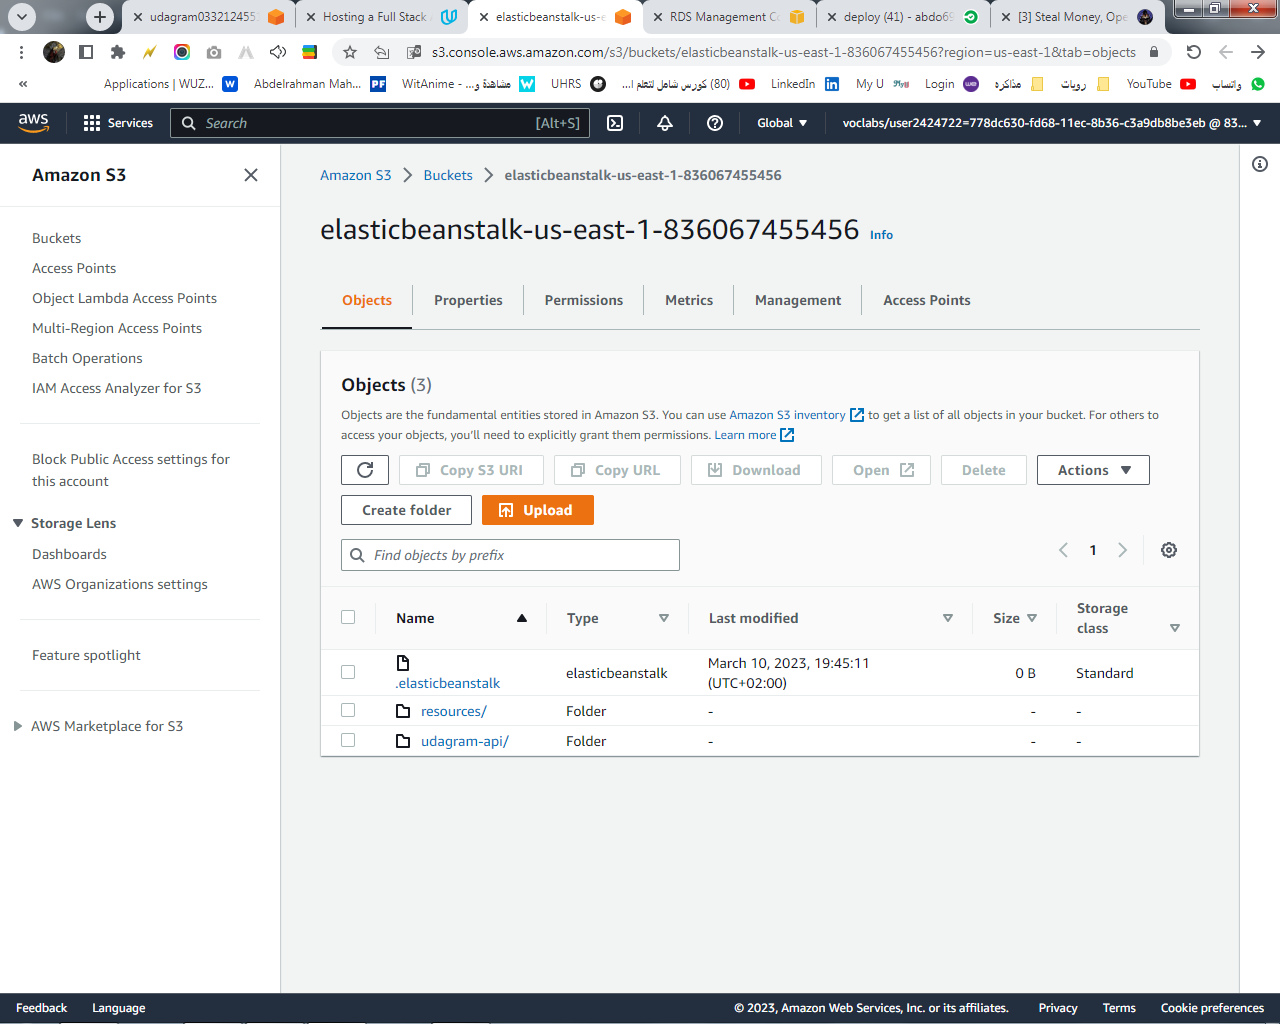 udagram033212455
Hosting a Full Stack
elasticbeanstalk-us-e
RDS Management Co
deploy (41) - abdo69
[3] Steal Money, Ope
s3.console.aws.amazon.com/s3/buckets/elasticbeanstalk-us-east-1-836067455456?region=us-east-1&tab=objects
«
Applications | WUZ...
Abdelrahman Mah...
WitAnime - مشاهدة و...
UHRS
(80) كورس شامل لتعلم ا...
LinkedIn
My U
Login
مذاكره
رويات
YouTube
واتساب
aws
Services
Search
[Alt+S]
Global
voclabs/user2424722=778dc630-fd68-11ec-8b36-c3a9db8be3eb @ 83...
Amazon S3
Buckets
Access Points
Object Lambda Access Points
Multi-Region Access Points
Batch Operations
IAM Access Analyzer for S3
Block Public Access settings for
this account
Storage Lens
Dashboards
AWS Organizations settings
Feature spotlight
AWS Marketplace for S3
Amazon S3 > Buckets > elasticbeanstalk-us-east-1-836067455456
elasticbeanstalk-us-east-1-836067455456 Info
Objects
Properties
Permissions
Metrics
Management
Access Points
Objects (3)
Objects are the fundamental entities stored in Amazon S3. You can use Amazon S3 inventory to get a list of all objects in your bucket. For others to
access your objects, you'll need to explicitly grant them permissions. Learn more
Copy S3 URI
Copy URL
Download
Open
Delete
Actions
Create folder
Upload
Find objects by prefix
1
Name
Type
Last modified
Size
Storage
class
.elasticbeanstalk
elasticbeanstalk
March 10, 2023, 19:45:11
(UTC+02:00)
0 B
Standard
resources/
Folder
-
-
-
udagram-api/
Folder
-
-
-
Feedback
Language
© 2023, Amazon Web Services, Inc. or its affiliates.
Privacy
Terms
Cookie preferences